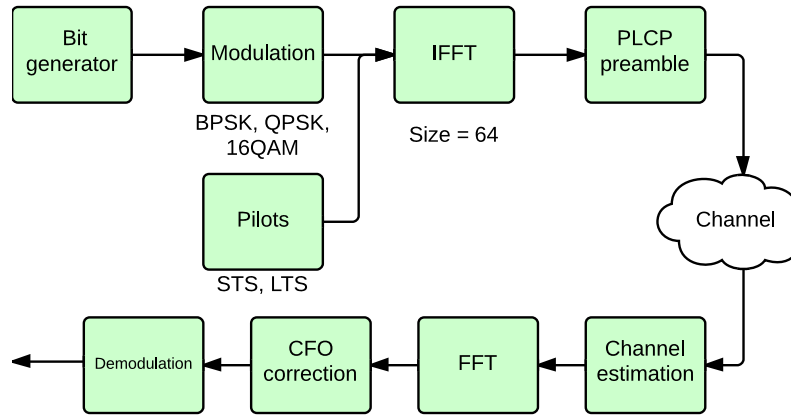 Bit
generator
Modulation
IFFT
PLCP
preamble
BPSK, QPSK,
16QAM
Size = 64
Pilots
Channel
STS, LTS
Demodulation
CFO
correction
FFT
Channel
estimation